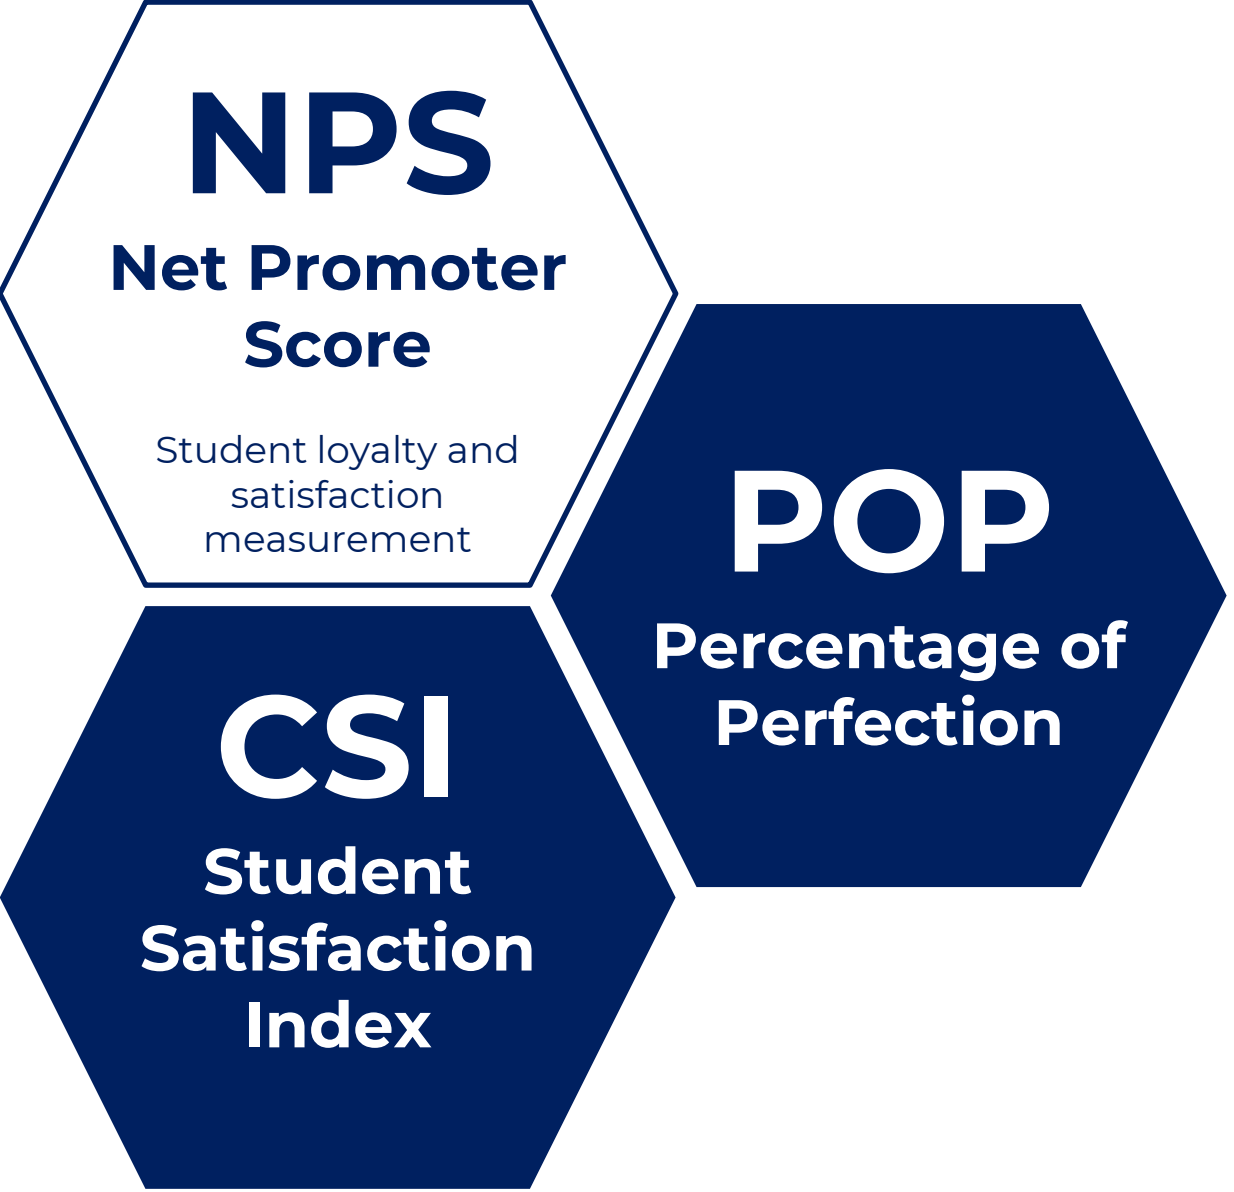 NPS
Net Promoter
Score
Student loyalty and
satisfaction
measurement
POP
Percentage of
Perfection
CSI
Student
Satisfaction
Index